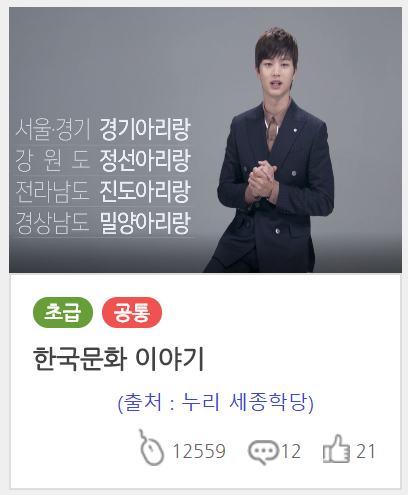 서울·경기 경기아리랑
강 원 도 정선아리랑
전라남도 진도아리랑
경상남도 밀양아리랑
초급 공통
한국문화 이야기
(출처 : 누리 세종학당)
12559 12 21